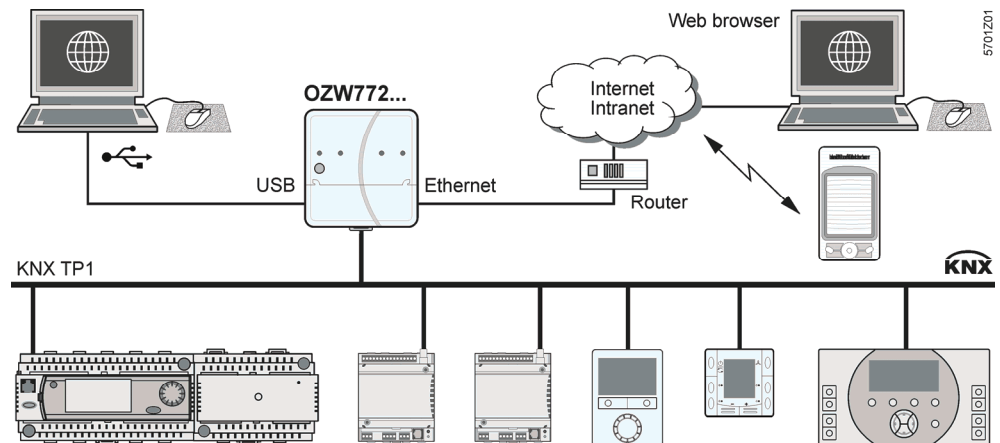 Web browser
5701Z01
OZW772...
Internet
Intranet
USB
Ethernet
Router
KNX TP1
KNX